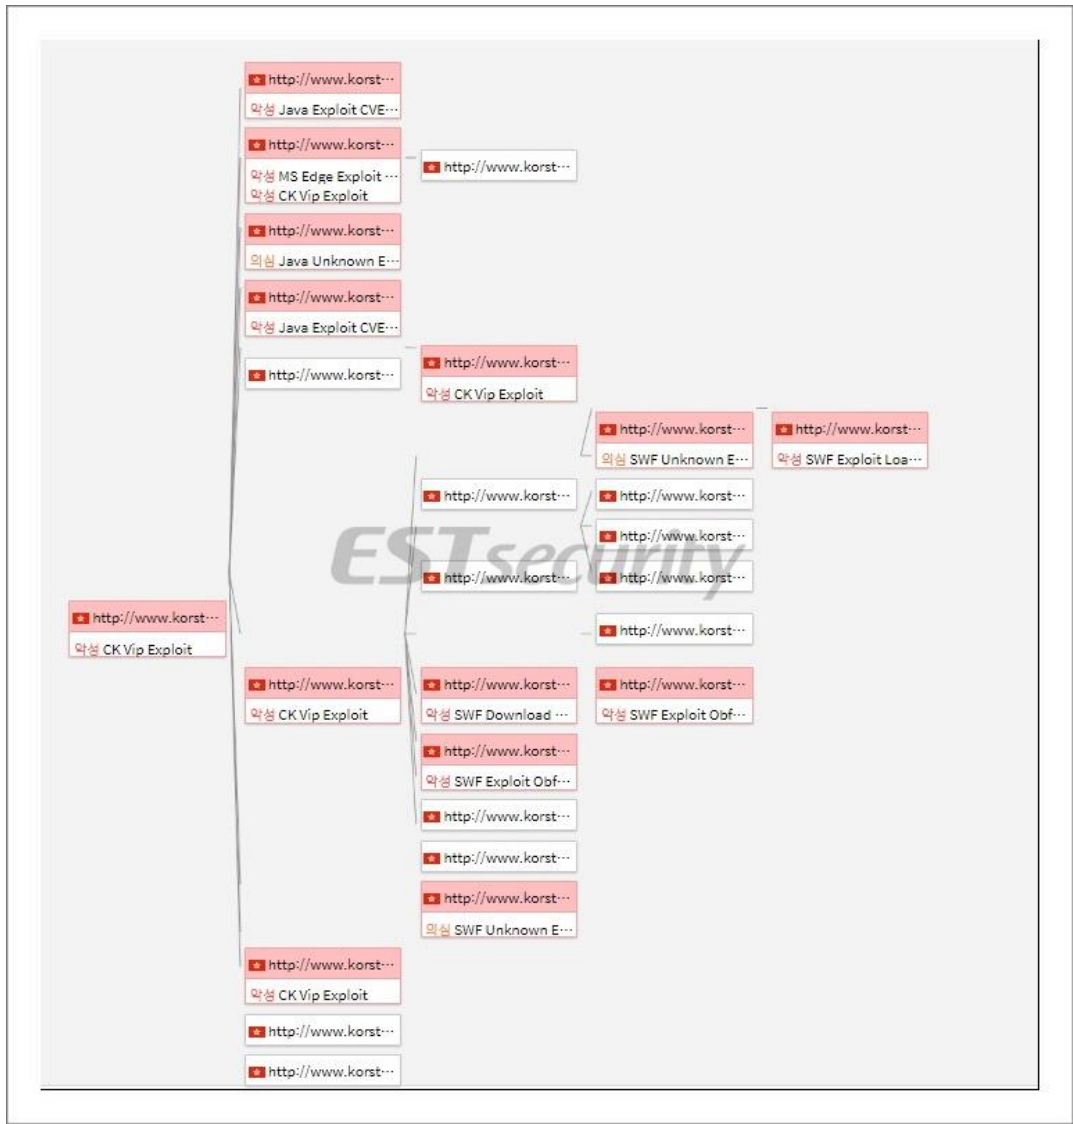 http://www.korst···
악성 Java Exploit CVE···
http://www.korst···
악성 MS Edge Exploit ···
악성 CK Vip Exploit
http://www.korst···
http://www.korst···
의심 Java Unknown E···
http://www.korst···
악성 Java Exploit CVE···
http://www.korst···
http://www.korst···
악성 CK Vip Exploit
http://www.korst···
의심 SWF Unknown E···
http://www.korst···
악성 SWF Exploit Loa···
http://www.korst···
http://www.korst···
http://www.korst···
ESTsecurity
http://www.korst···
http://www.korst···
http://www.korst···
악성 CK Vip Exploit
http://www.korst···
http://www.korst···
악성 CK Vip Exploit
http://www.korst···
악성 SWF Download ···
http://www.korst···
악성 SWF Exploit Obf···
http://www.korst···
악성 SWF Exploit Obf···
http://www.korst···
http://www.korst···
http://www.korst···
의심 SWF Unknown E···
http://www.korst···
악성 CK Vip Exploit
http://www.korst···
http://www.korst···